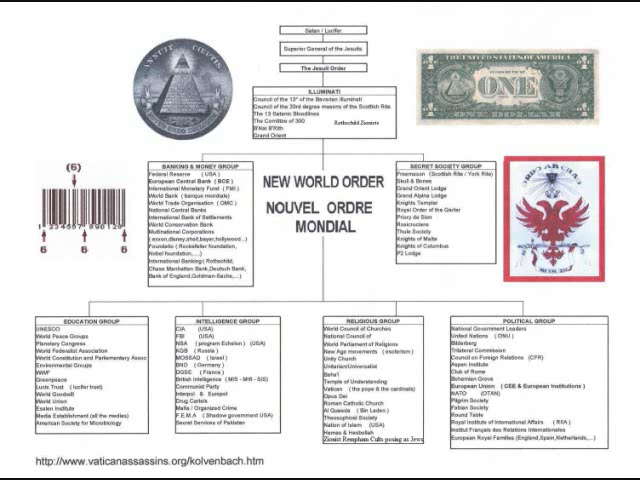 ANNUIT CŒPTIS
Satan / Lucifer
Superior General of the Jesuits
The Jesuit Order
THE UNITED STATES OF AMERICA
ONE
ONE DOLLAR
ILLUMINATI
Council of the 13" of the Bavarian Illuminati
Council of the 33rd degree masons of the Scottish Rite
The 13 Satanic Bloodlines
The Comittee of 300
Rothschild Zionists
B'Nai B'Rith
Grand Orient
(6)
6 6 6
BANKING & MONEY GROUP
Federal Reserve ( USA )
European Central Bank ( BCE )
International Monetary Fund ( FMI )
World Bank ( banque mondiale)
World Trade Organisation ( OMC )
National Central Banks
International Bank of Settlements
World Conservation Bank
Multinational Corporations
( exxon,disney,shell,bayer,hollywood...)
Foundatio ( Rockefeller foundation,
Nobel foundation,....)
International Banking ( Rothschild,
Chase Manhattan Bank,Deutsch Bank,
Bank of England,Goldman-Sachs,...)
NEW WORLD ORDER
NOUVEL ORDRE
MONDIAL
SECRET SOCIETY GROUP
Freemason (Scottish Rite / York Rite)
Skull & Bones
Grand Orient Lodge
Grand Alpina Lodge
Knights Templar
Royal Order of the Garter
Priory de Sion
Rosicrucians
Thule Society
Knights of Malta
Knights of Columbus
P2 Lodge
EDUCATION GROUP
UNESCO
World Peace Groups
Planetary Congress
World Federalist Association
World Constitution and Parliamentary Assoc
Environmental Groups
WWF
Greenpeace
Lucis Trust ( lucifer trust)
World Goodwill
World Union
Esalen Institute
Media Establishment (all the medies)
American Society of Microbiology
INTELLIGENCE GROUP
CIA (USA)
FBI (USA)
NSA ( program Echelon ) (USA)
KGB ( Russia )
MOSSAD ( Israel )
BND ( Germany )
DGSE ( France )
British Intelligence ( MI5 - MI6 - SIS)
Communist Party
Interpol & Europol
Drug Cartels
Mafia / Organized Crime
F.E.M.A ( Shadow government USA)
Secret Services of Pakistan
RELIGIOUS GROUP
World Council of Churches
National Council of
World Parliament of Religions
New Age movements ( esoterism )
Unity Church
Unitarian/Universalist
Baha'i
Temple of Understanding
Vatican (the pope & the cardinals)
Opus Dei
Roman Catholic Church
Al Quaeda ( Bin Laden )
Theosophical Society
Nation of Islam (USA)
Hamas & Hesbollah
Zionist Rempham Cults posing as Jews
POLITICAL GROUP
National Government Leaders
United Nations ( ONU )
Bilderberg
Trilateral Commission
Council on Foreign Relations (CFR)
Aspen Institute
Club of Rome
Bohemian Grove
European Union ( CEE & European Institutions )
NATO (OTAN)
Pilgrim Society
Fabian Society
Round Table
Royal Institute of International Affairs ( RIIA )
Institut Français des Relations Internationales
European Royal Families (England,Spain,Netherlands,...)
http://www.vaticanassassins.org/kolvenbach.htm